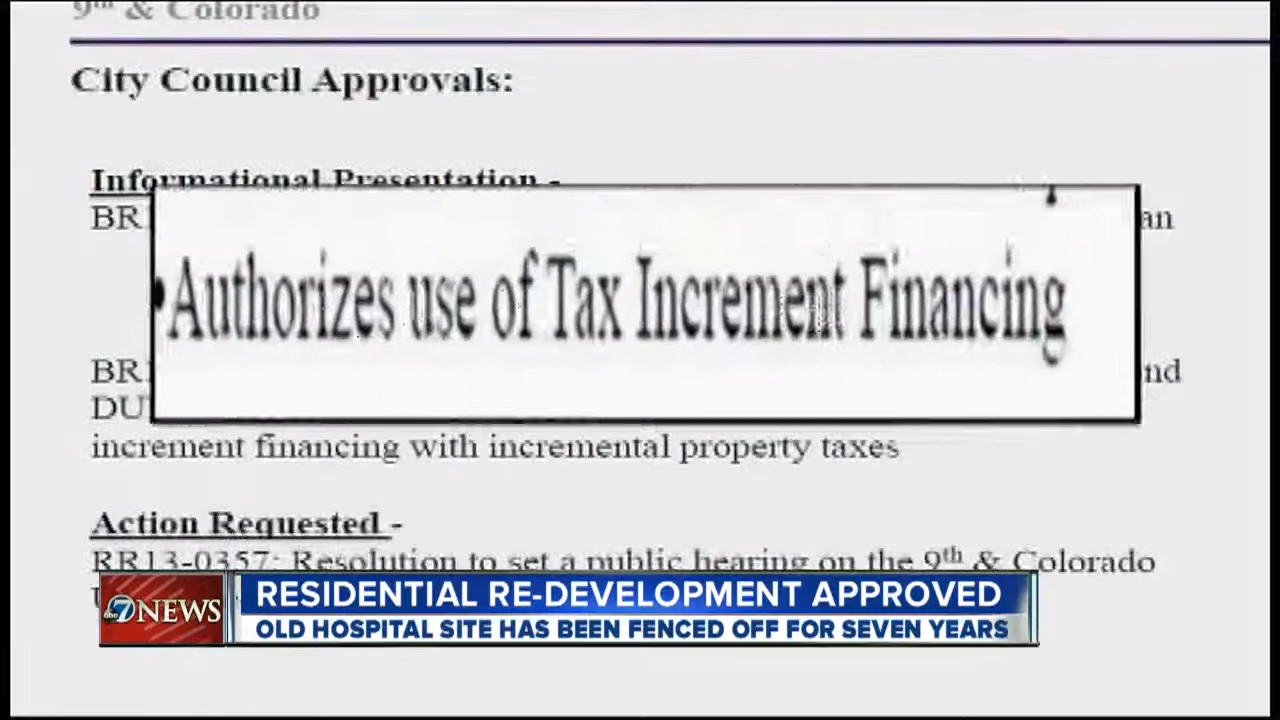 9th & Colorado
City Council Approvals:
Informational Presentation -
BR
an
• Authorizes use of Tax Increment Financing
BR
nd
DU
increment financing with incremental property taxes
Action Requested -
RR13-0357: Resolution to set a public hearing on the 9th & Colorado
abc 7NEWS
RESIDENTIAL RE-DEVELOPMENT APPROVED
OLD HOSPITAL SITE HAS BEEN FENCED OFF FOR SEVEN YEARS